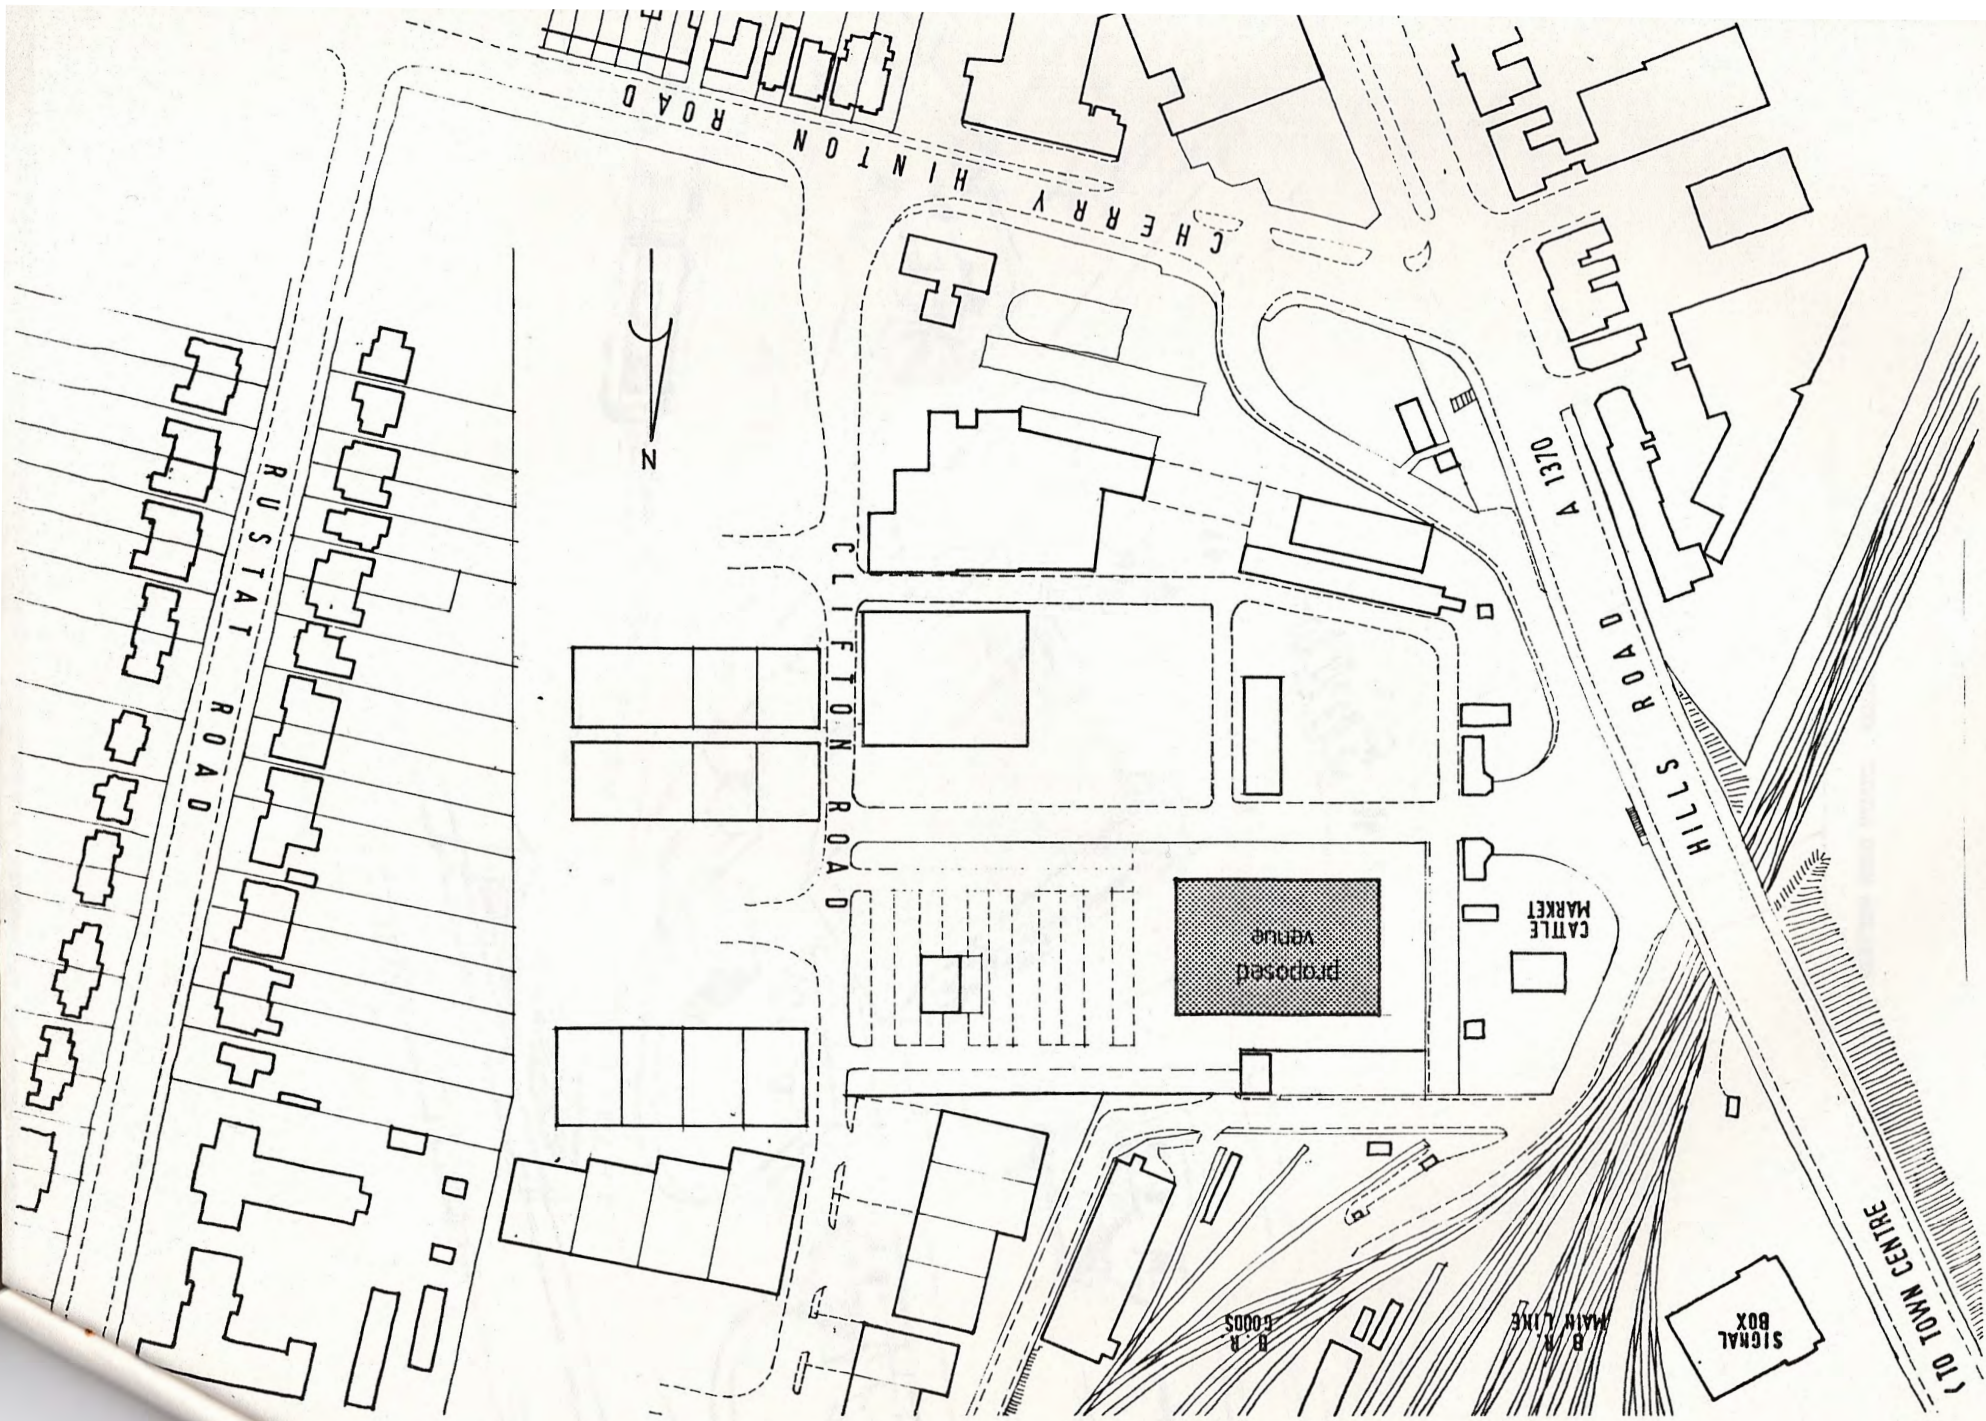 CHERRY HINTON ROAD
N
RUSTAT ROAD
CLIFTON ROAD
A 1370
HILLS ROAD
proposed
venue
CATTLE
MARKET
B.R.
GOODS
B.R.
MAIN LINE
SIGNAL
BOX
(TO TOWN CENTRE